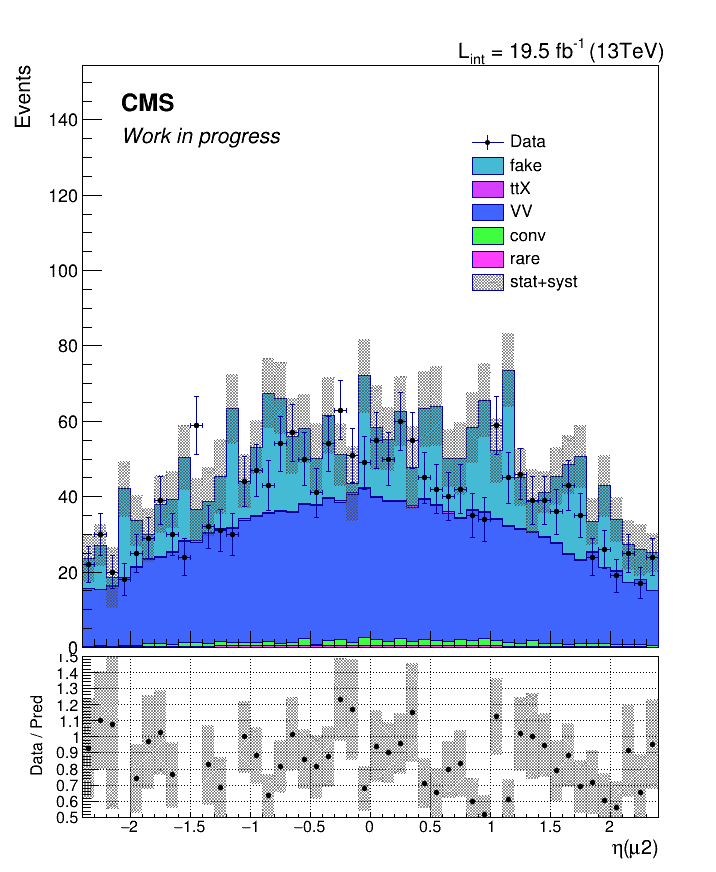 L_int = 19.5 fb^-1 (13TeV)
Events
CMS
Work in progress
Data
fake
ttX
VV
conv
rare
stat+syst
140
120
100
80
60
40
20
0
Data / Pred
1.5
1.4
1.3
1.2
1.1
1
0.9
0.8
0.7
0.6
0.5
−2 −1.5 −1 −0.5 0 0.5 1 1.5 2
η(μ2)